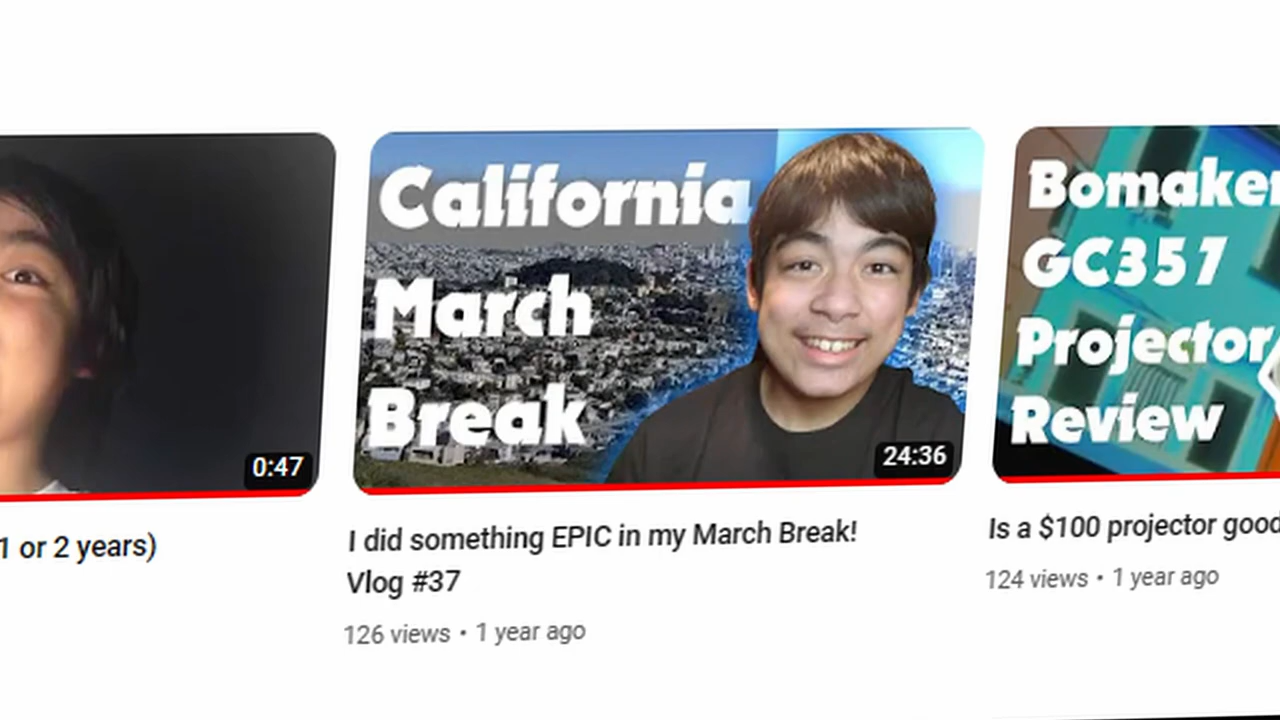 0:47
1 or 2 years)
California
March
Break
24:36
I did something EPIC in my March Break!
Vlog #37
126 views • 1 year ago
Bomaker
GC357
Projector
Review
Is a $100 projector good
124 views • 1 year ago